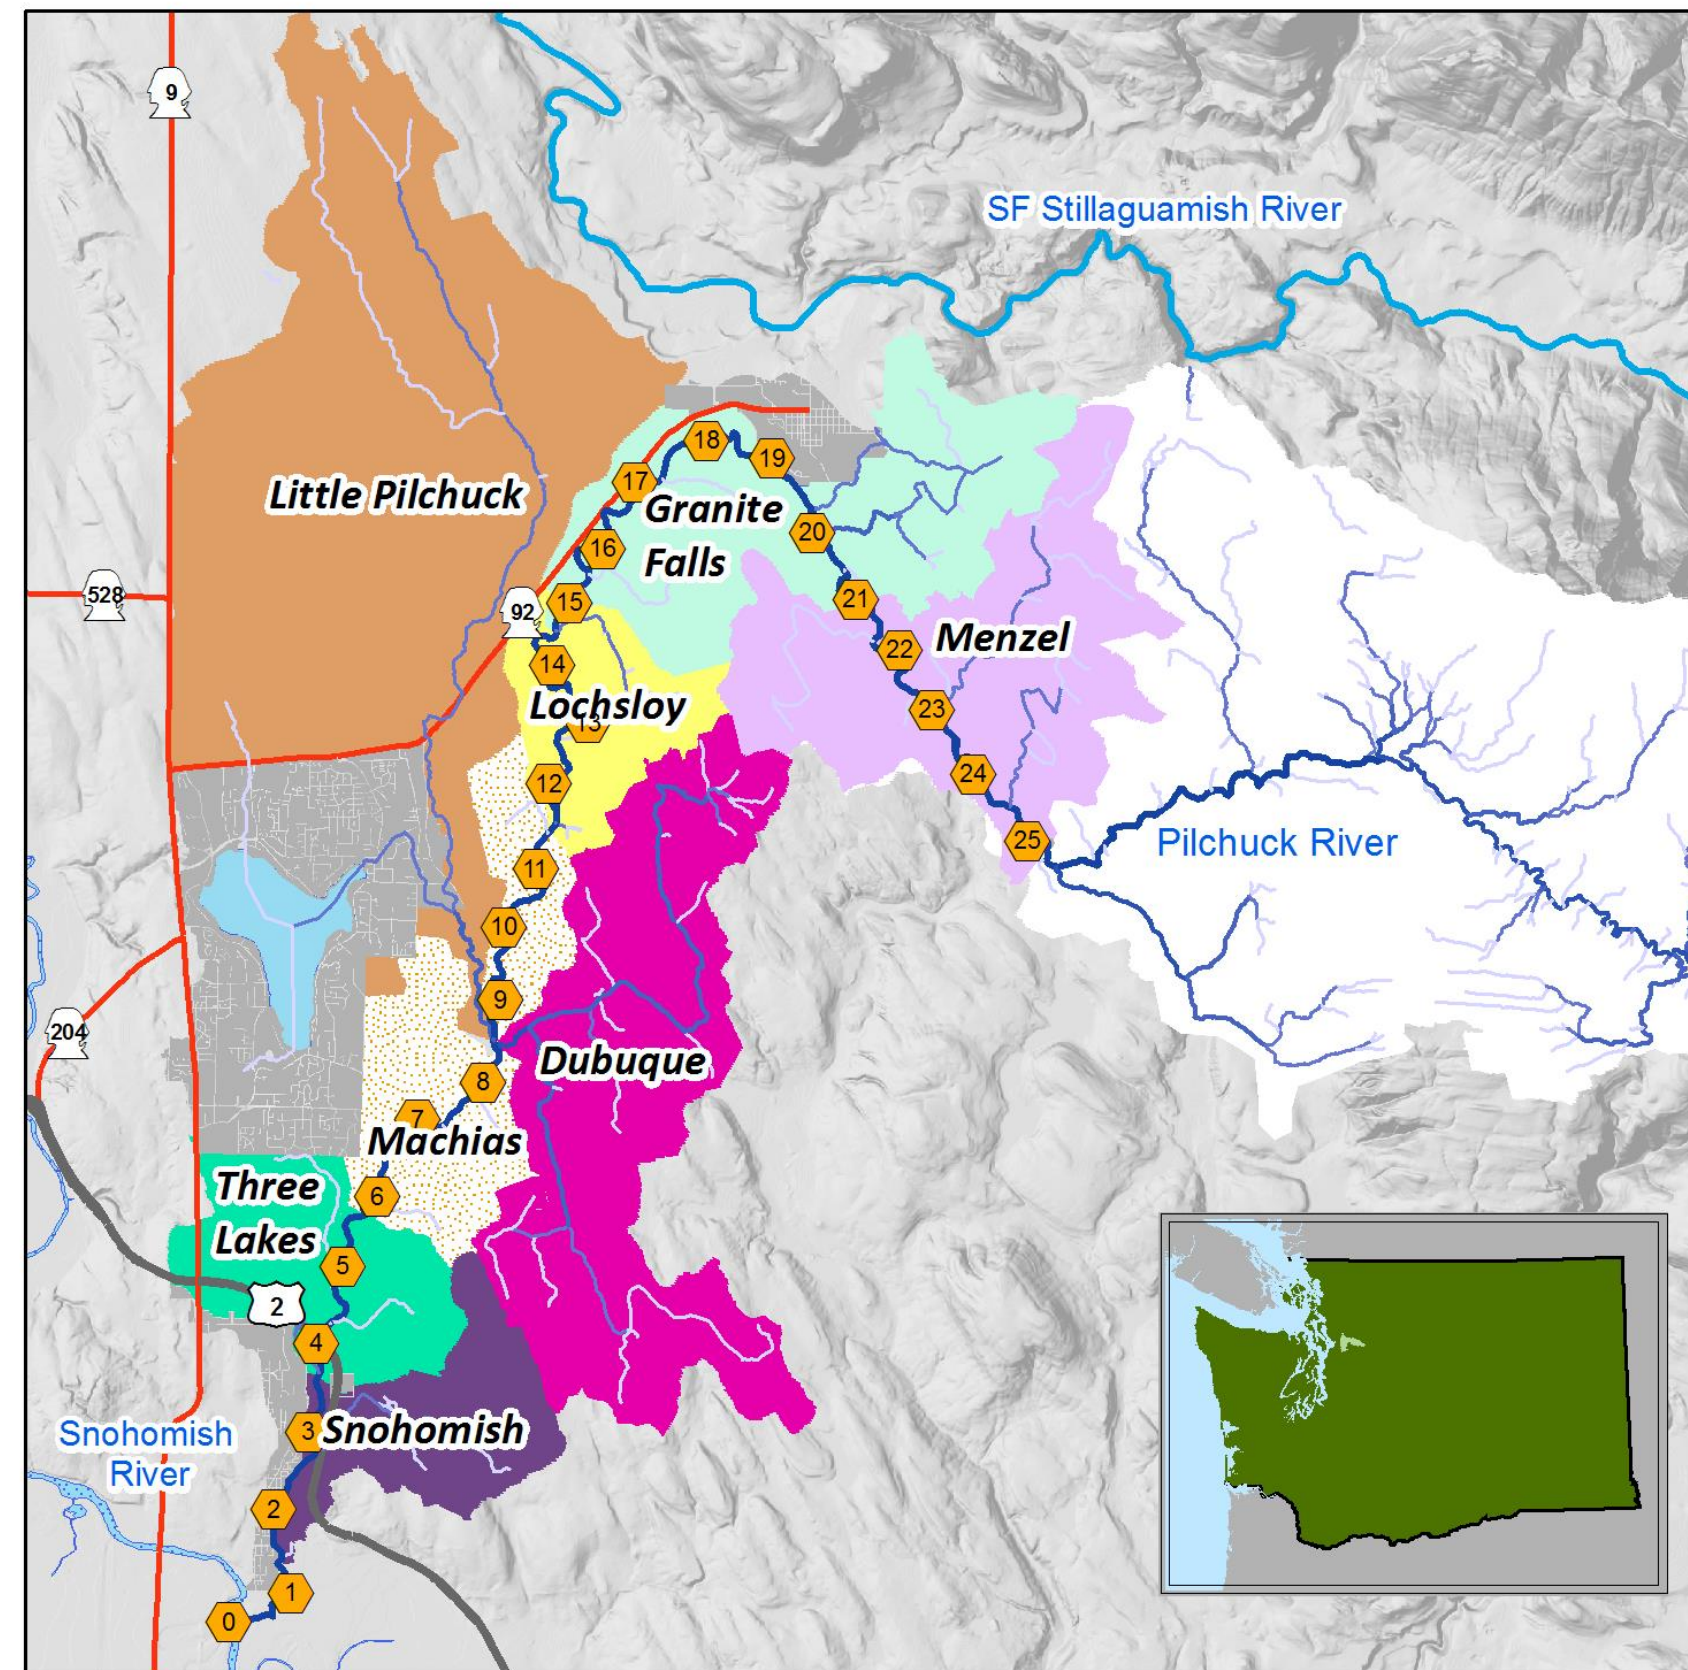 9
SF Stillaguamish River
18
19
17
Little Pilchuck
Granite
20
16
Falls
528
92
15
21
22
Menzel
14
Lochsloy
13
23
24
12
25
Pilchuck River
11
10
9
204
Dubuque
8
7
Machias
Three
6
Lakes
5
2
4
Snohomish
3
Snohomish
River
2
1
0